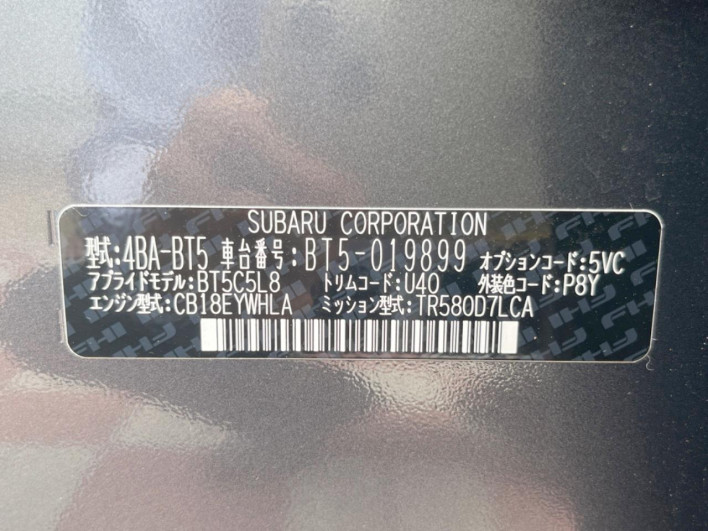 SUBARU CORPORATION
型式:4BA-BT5 車台番号:BT5-019899 オプションコード:5VC
アプライドモデル:BT5C5L8 トリムコード:U40 外装色コード:P8Y
エンジン型式:CB18EYWHLA ミッション型式:TR580D7LCA